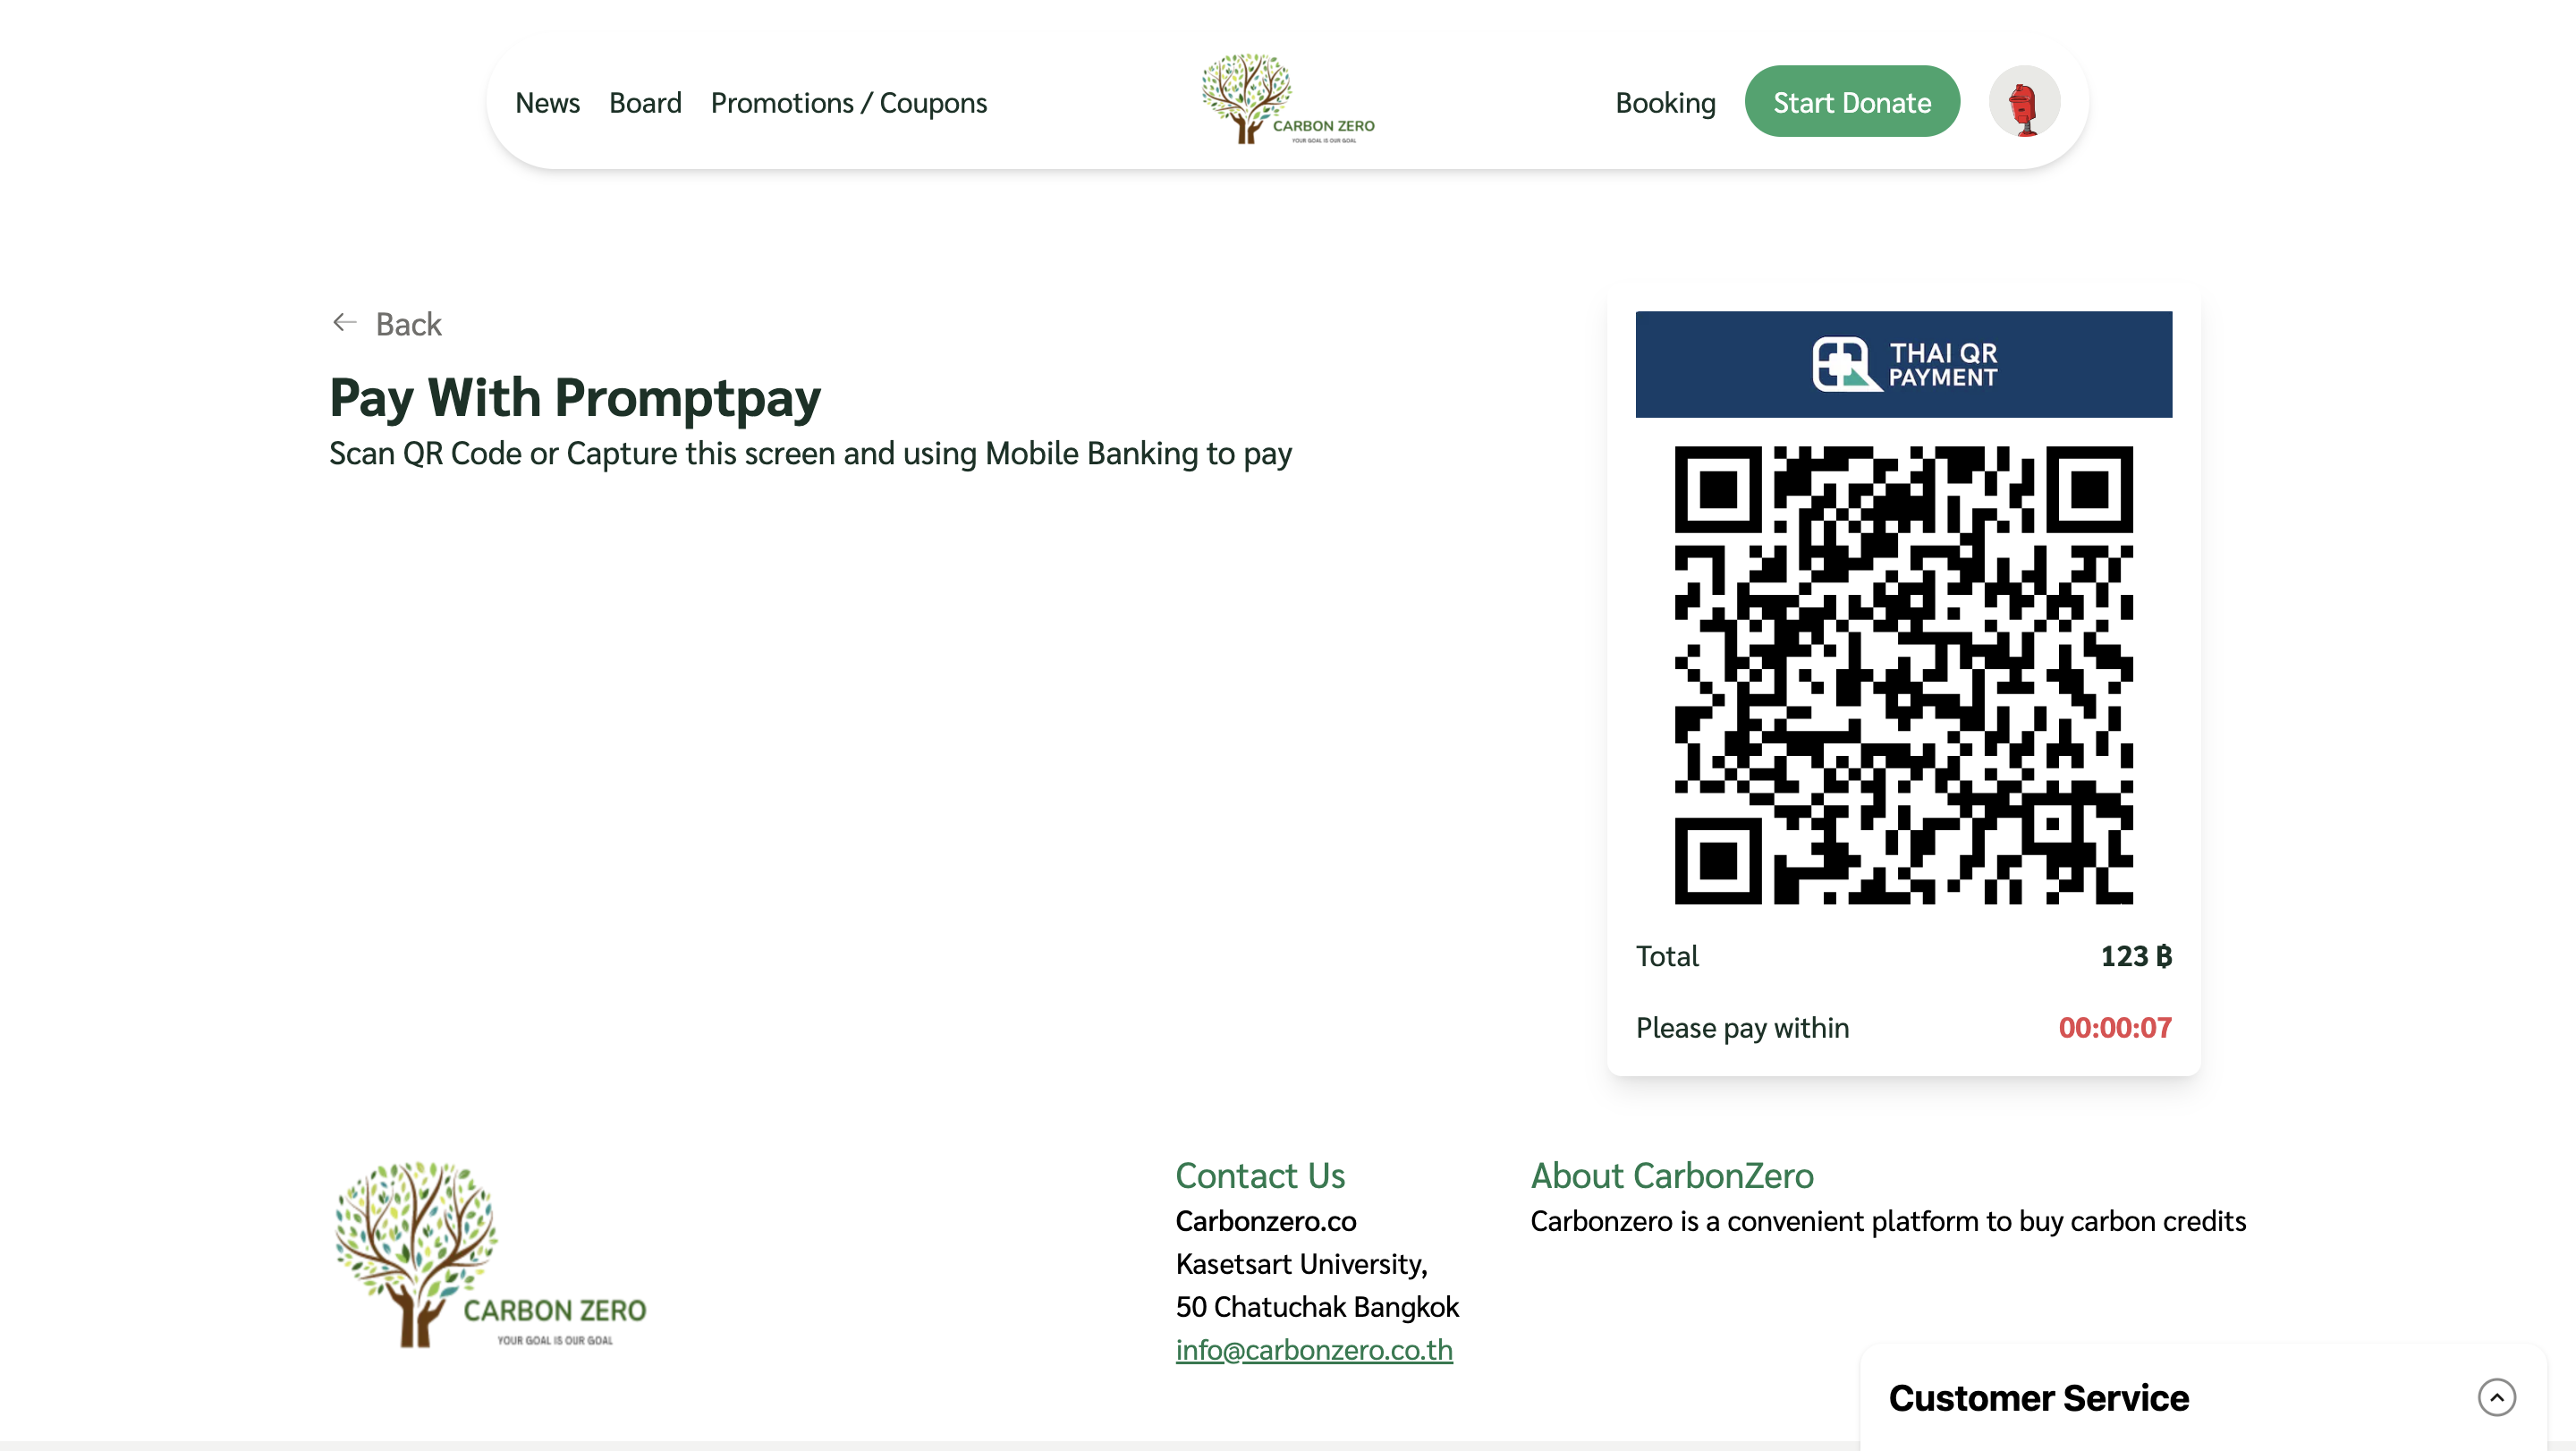 News Board Promotions / Coupons
CARBON ZERO
YOUR GOAL IS OUR GOAL
Booking Start Donate
Back
Pay With Promptpay
Scan QR Code or Capture this screen and using Mobile Banking to pay
THAI QR
PAYMENT
Total 123 ฿
Please pay within 00:00:07
CARBON ZERO
YOUR GOAL IS OUR GOAL
Contact Us
Carbonzero.co
Kasetsart University,
50 Chatuchak Bangkok
info@carbonzero.co.th
About CarbonZero
Carbonzero is a convenient platform to buy carbon credits
Customer Service